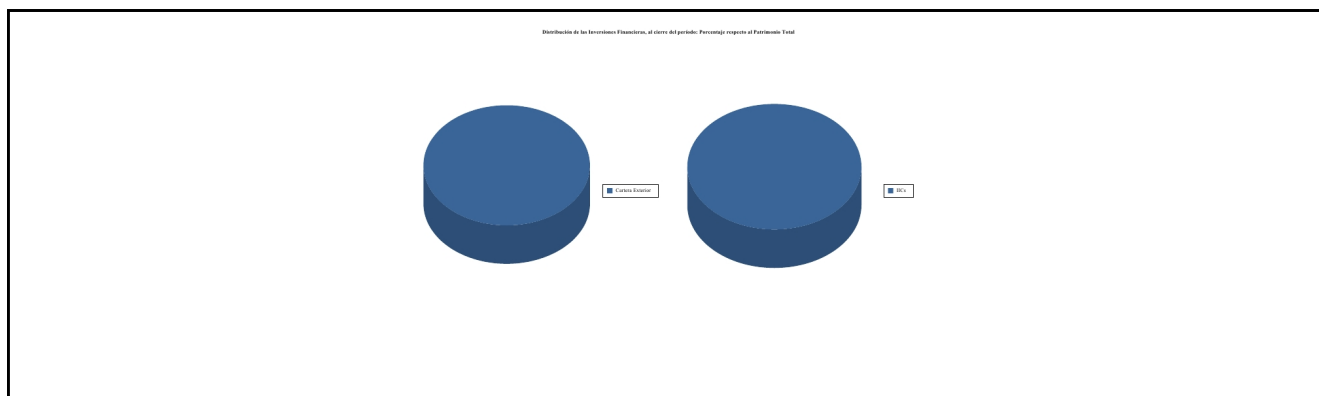 Distribución de las Inversiones Financieras, al cierre del período: Porcentaje respecto al Patrimonio Total
Cartera Exterior
IICs